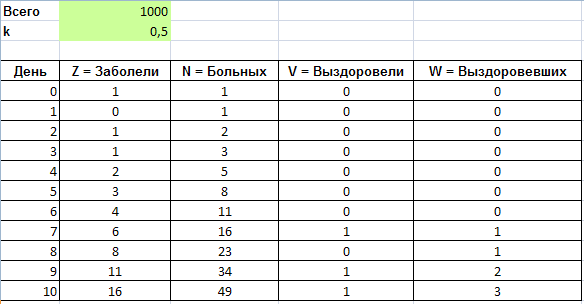 Всего 1000
k 0,5
День Z = Заболели N = Больных V = Выздоровели W = Выздоровевших
0 1 1 0 0
1 0 1 0 0
2 1 2 0 0
3 1 3 0 0
4 2 5 0 0
5 3 8 0 0
6 4 11 0 0
7 6 16 1 1
8 8 23 0 1
9 11 34 1 2
10 16 49 1 3